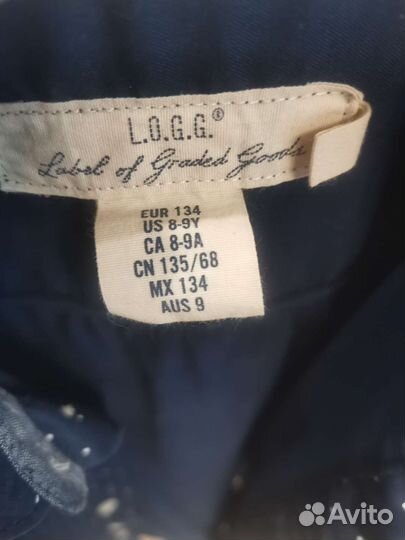 L.O.G.G.®
Label of Graded Goods
EUR 134
US 8-9Y
CA 8-9A
CN 135/68
MX 134
AUS 9
Avito